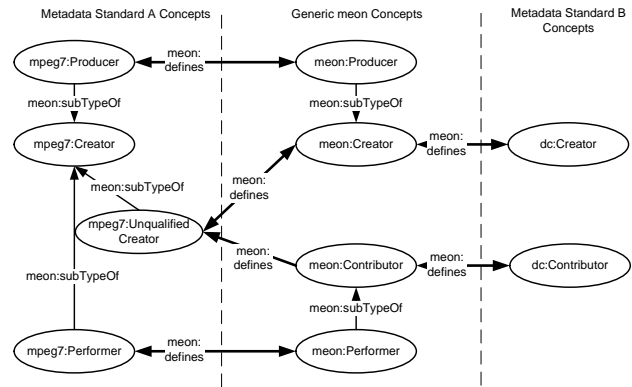 Metadata Standard A Concepts
Generic meon Concepts
Metadata Standard B
Concepts
mpeg7:Producer
meon:
defines
meon:Producer
meon:subTypeOf
meon:subTypeOf
mpeg7:Creator
meon:Creator
meon:
defines
dc:Creator
meon:subTypeOf
meon:
defines
mpeg7:Unqualified
Creator
meon:
defines
meon:Contributor
meon:
defines
dc:Contributor
meon:subTypeOf
meon:subTypeOf
mpeg7:Performer
meon:
defines
meon:Performer